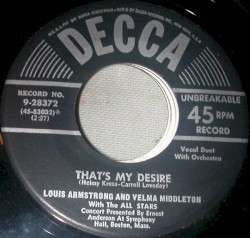 DECCA
RECORD NO.
9-28372
(45-83032)
(2:57)
UNBREAKABLE
45 RPM
RECORD
Vocal Duet
With Orchestra
THAT'S MY DESIRE
(Helmy Kresa-Carroll Loveday)
LOUIS ARMSTRONG AND VELMA MIDDLETON
With The ALL STARS
Concert Presented By Ernest
Anderson At Symphony
Hall, Boston, Mass.